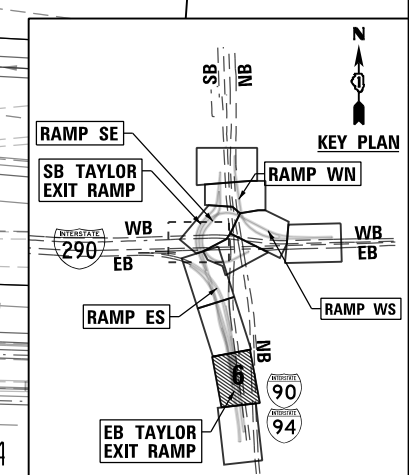 SB
NB
N
KEY PLAN
RAMP SE
SB TAYLOR
EXIT RAMP
RAMP WN
INTERSTATE
290
WB
EB
WB
EB
RAMP ES
RAMP WS
NB
6
INTERSTATE
90
INTERSTATE
94
EB TAYLOR
EXIT RAMP